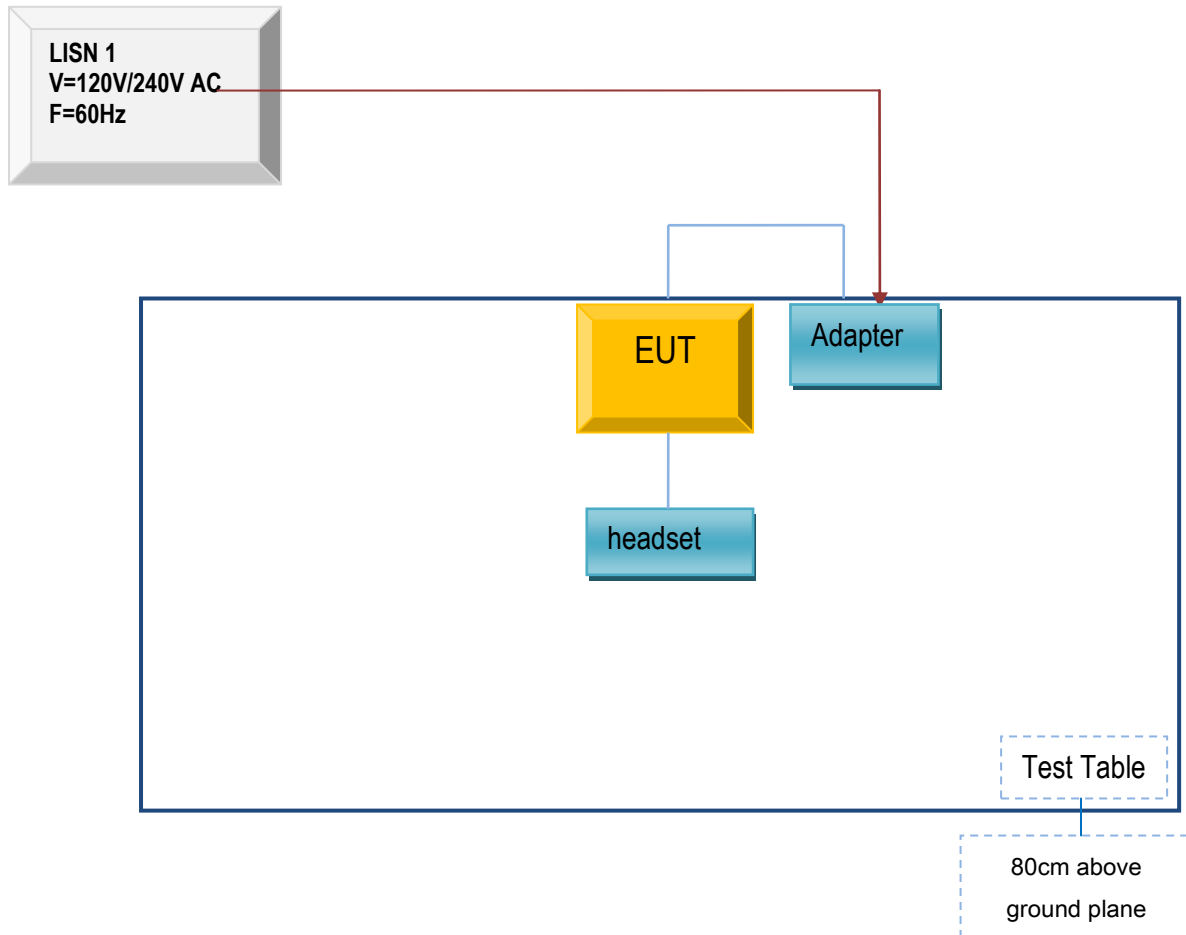 LISN 1
V=120V/240V AC
F=60Hz
EUT
Adapter
headset
Test Table
80cm above
ground plane